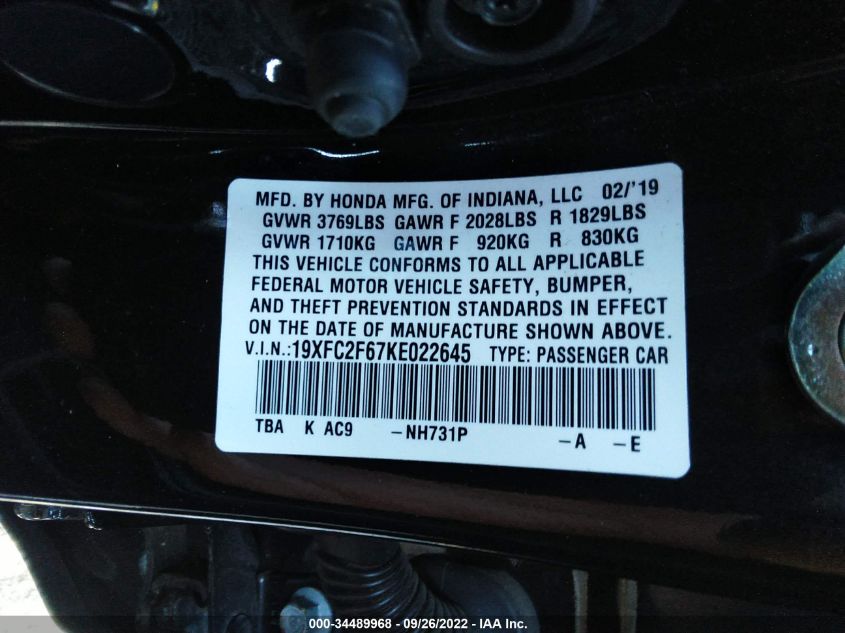 MFD. BY HONDA MFG. OF INDIANA, LLC 02/'19
GVWR 3769LBS GAWR F 2028LBS R 1829LBS
GVWR 1710KG GAWR F 920KG R 830KG
THIS VEHICLE CONFORMS TO ALL APPLICABLE
FEDERAL MOTOR VEHICLE SAFETY, BUMPER,
AND THEFT PREVENTION STANDARDS IN EFFECT
ON THE DATE OF MANUFACTURE SHOWN ABOVE.
V.I.N.:19XFC2F67KE022645 TYPE: PASSENGER CAR
TBA K AC9 -NH731P -A -E
000-34489968 - 09/26/2022 - IAA Inc.